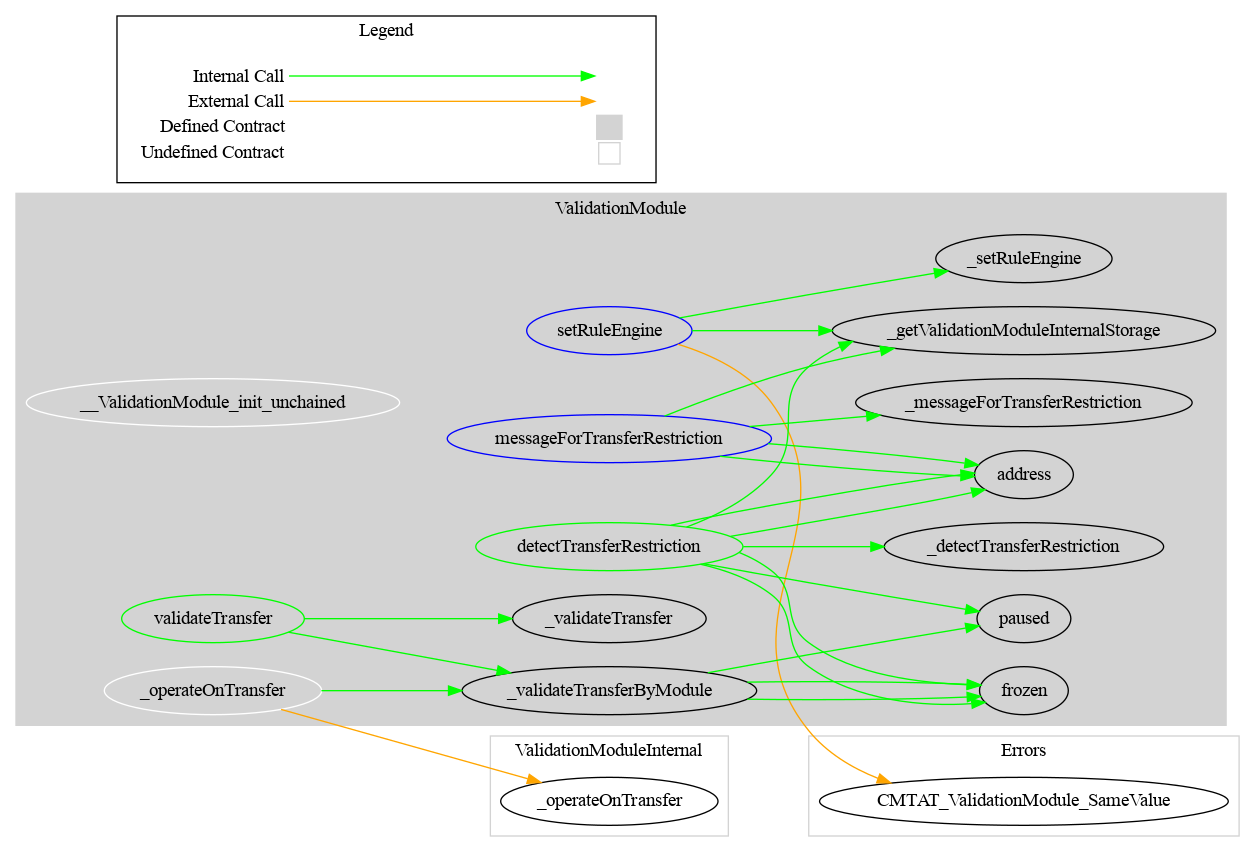 Legend
Internal Call
External Call
Defined Contract
Undefined Contract
ValidationModule
_setRuleEngine
setRuleEngine
_getValidationModuleInternalStorage
__ValidationModule_init_unchained
_messageForTransferRestriction
messageForTransferRestriction
address
detectTransferRestriction
_detectTransferRestriction
validateTransfer
_validateTransfer
paused
_operateOnTransfer
_validateTransferByModule
frozen
ValidationModuleInternal
Errors
_operateOnTransfer
CMTAT_ValidationModule_SameValue